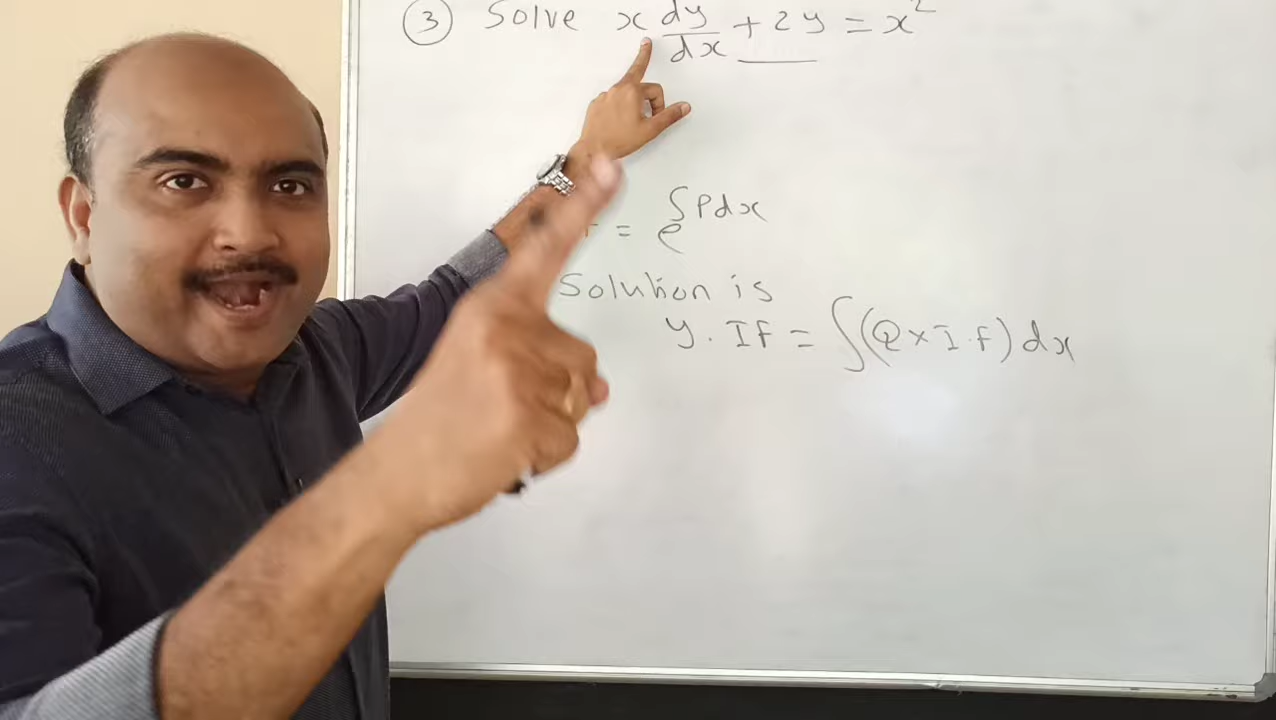 ③ Solve x dy/dx + 2y = x²
= e^∫Pdx
Solution is
y. If = ∫(Q×I.f) dx